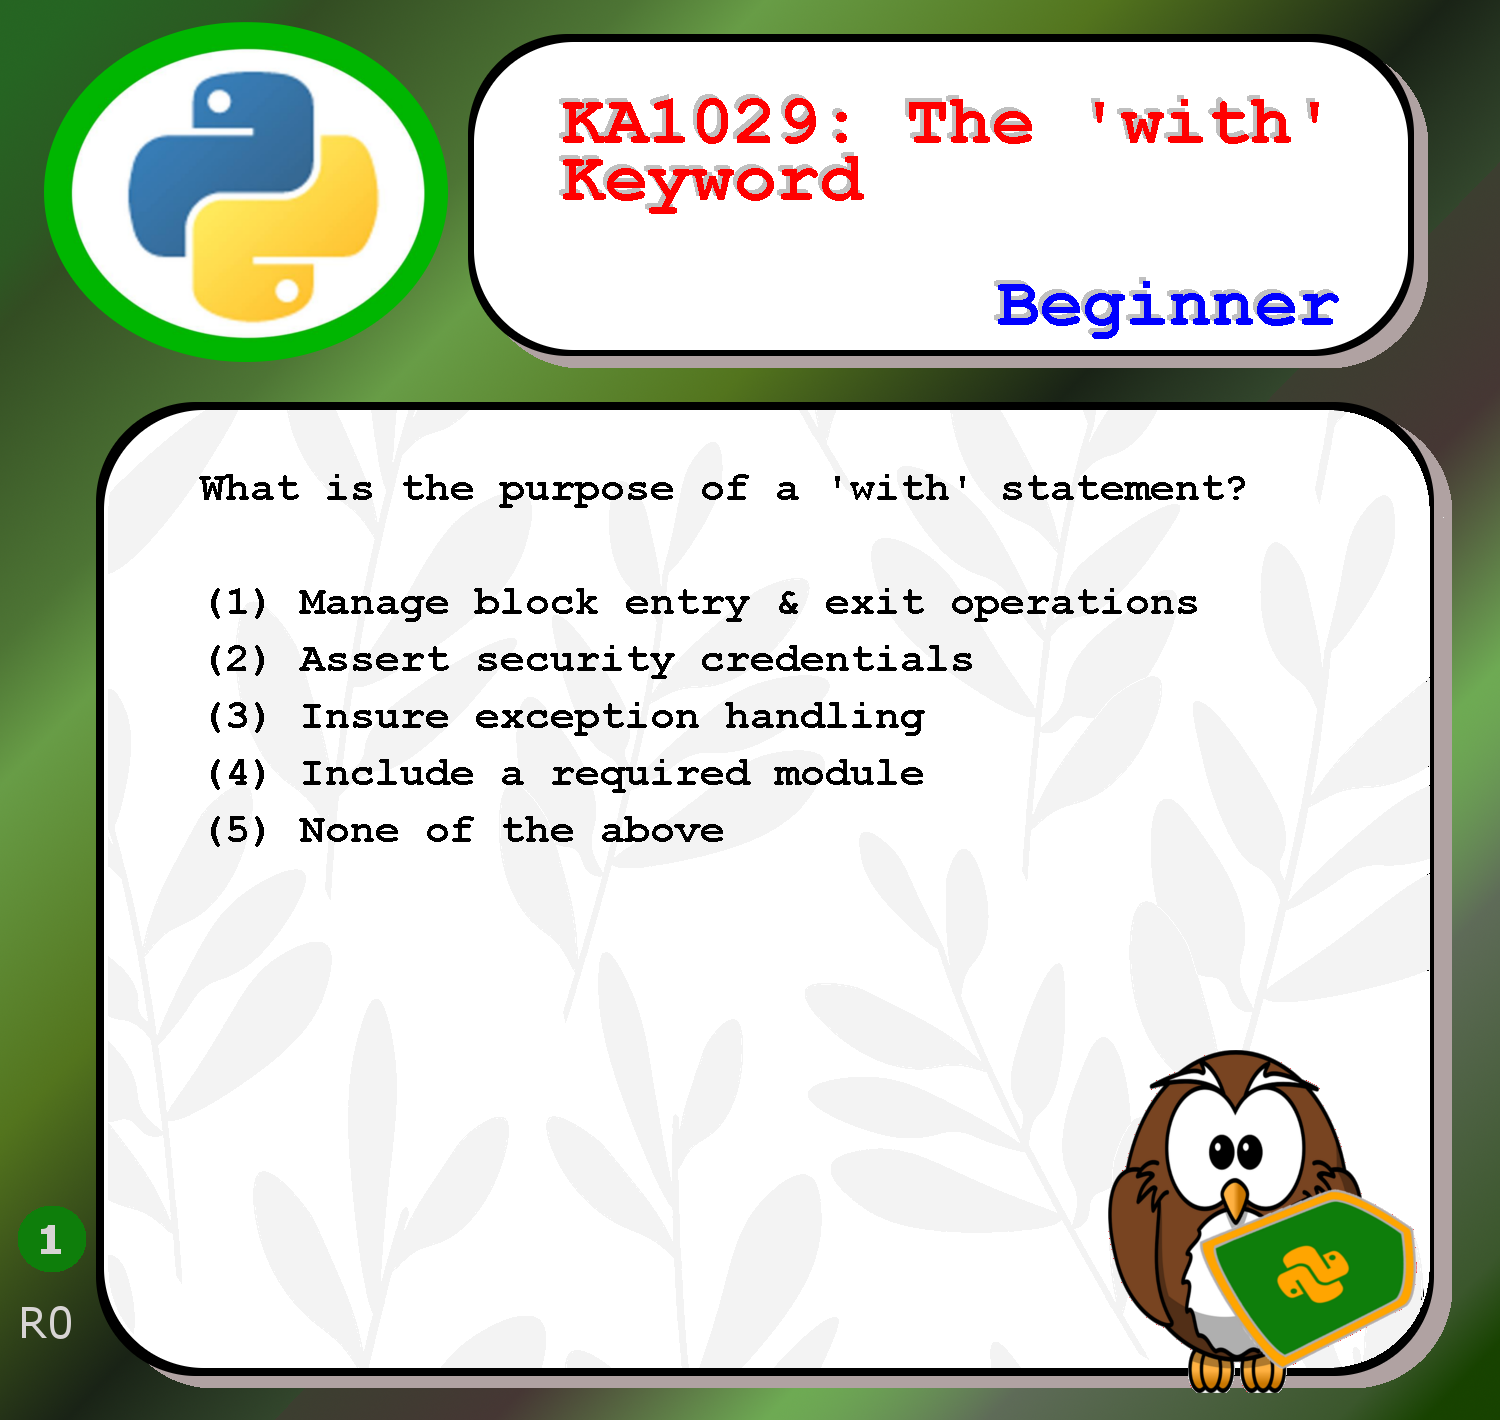 KA1029: The 'with'
Keyword
Beginner
What is the purpose of a 'with' statement?
(1) Manage block entry & exit operations
(2) Assert security credentials
(3) Insure exception handling
(4) Include a required module
(5) None of the above
1
R0